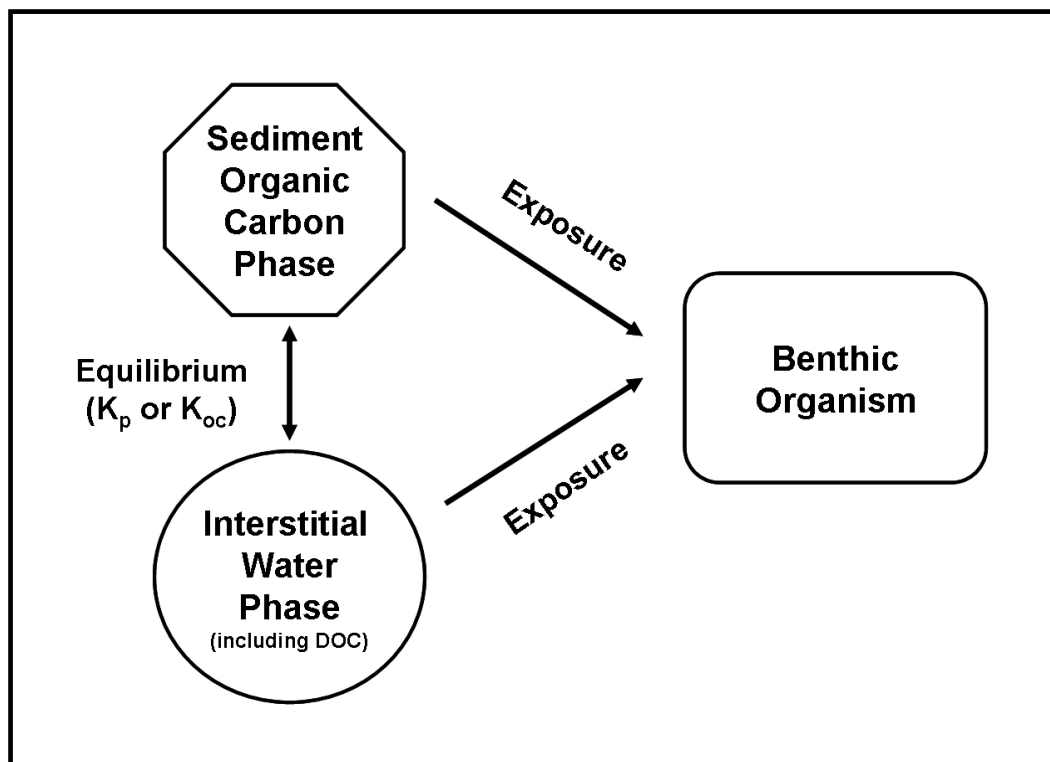 Sediment
Organic
Carbon
Phase
Exposure
Equilibrium
(Kp or Koc)
Benthic
Organism
Exposure
Interstitial
Water
Phase
(including DOC)